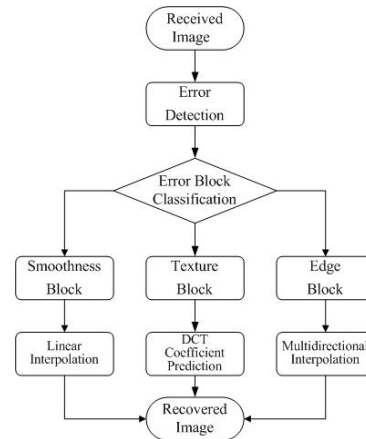 Received
Image
Error
Detection
Error Block
Classification
Smoothness
Block
Texture
Block
Edge
Block
Linear
Interpolation
DCT
Coefficient
Prediction
Multidirectional
Interpolation
Recovered
Image